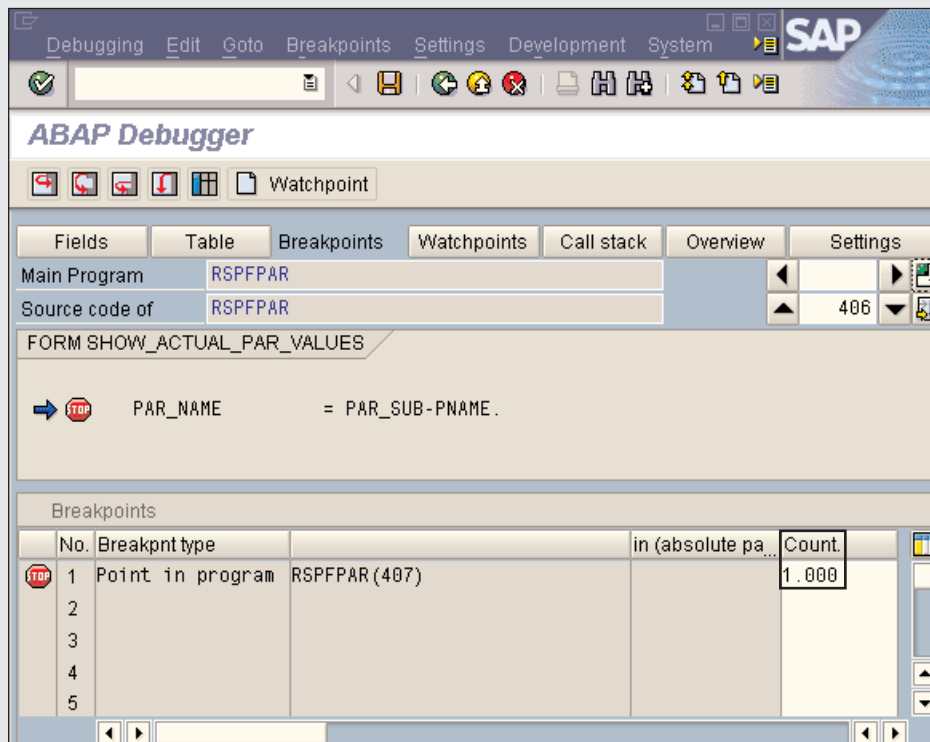 Debugging Edit Goto Breakpoints Settings Development System SAP
ABAP Debugger
Watchpoint
Fields Table Breakpoints Watchpoints Call stack Overview Settings
Main Program RSPFPAR
Source code of RSPFPAR 406
FORM SHOW_ACTUAL_PAR_VALUES
STOP PAR_NAME = PAR_SUB-PNAME.
Breakpoints
No. Breakpnt type in (absolute pa... Count.
STOP 1 Point in program RSPFPAR(407) 1.000
2
3
4
5